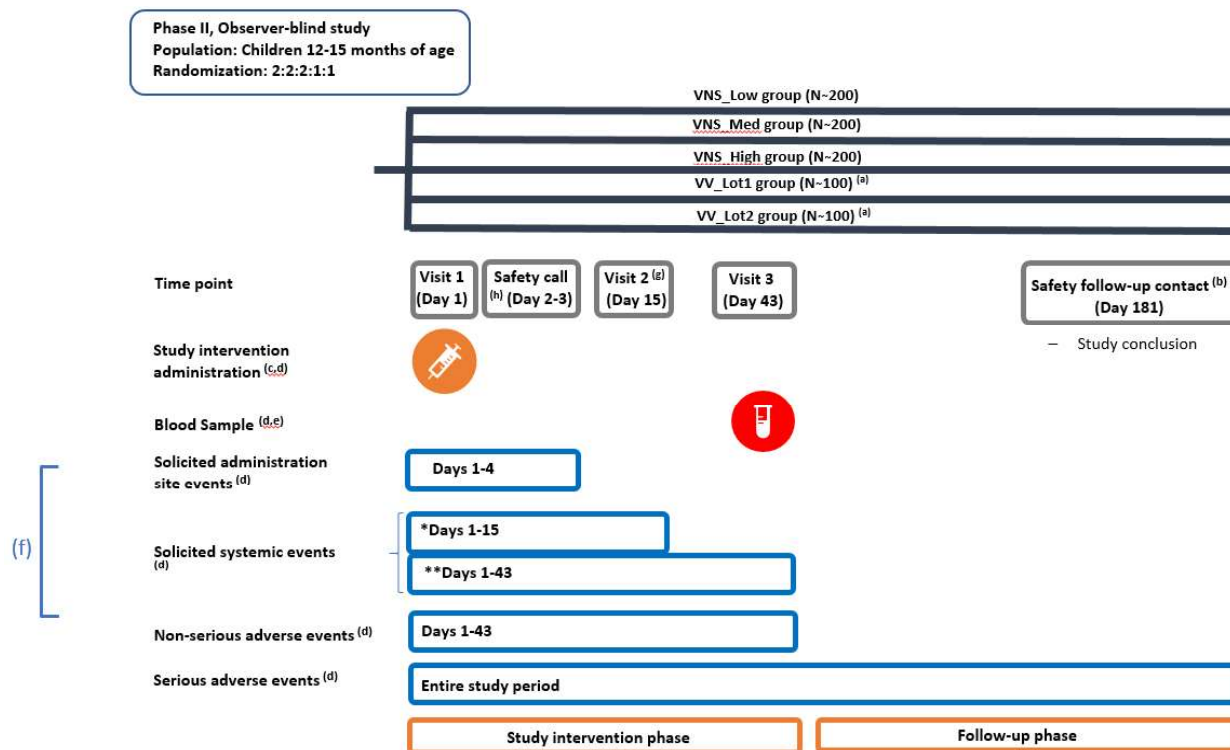 Phase II, Observer-blind study
Population: Children 12-15 months of age
Randomization: 2:2:2:1:1
VNS_Low group (N~200)
VNS_Med group (N~200)
VNS_High group (N~200)
VV_Lot1 group (N~100) (a)
VV_Lot2 group (N~100) (a)
Time point
Visit 1
(Day 1)
Safety call
(h) (Day 2-3)
Visit 2 (g)
(Day 15)
Visit 3
(Day 43)
Safety follow-up contact (b)
(Day 181)
– Study conclusion
Study intervention
administration (c,d)
Blood Sample (d,e)
Solicited administration
site events (d)
Days 1-4
(f)
Solicited systemic events
(d)
*Days 1-15
**Days 1-43
Non-serious adverse events (d)
Days 1-43
Serious adverse events (d)
Entire study period
Study intervention phase
Follow-up phase